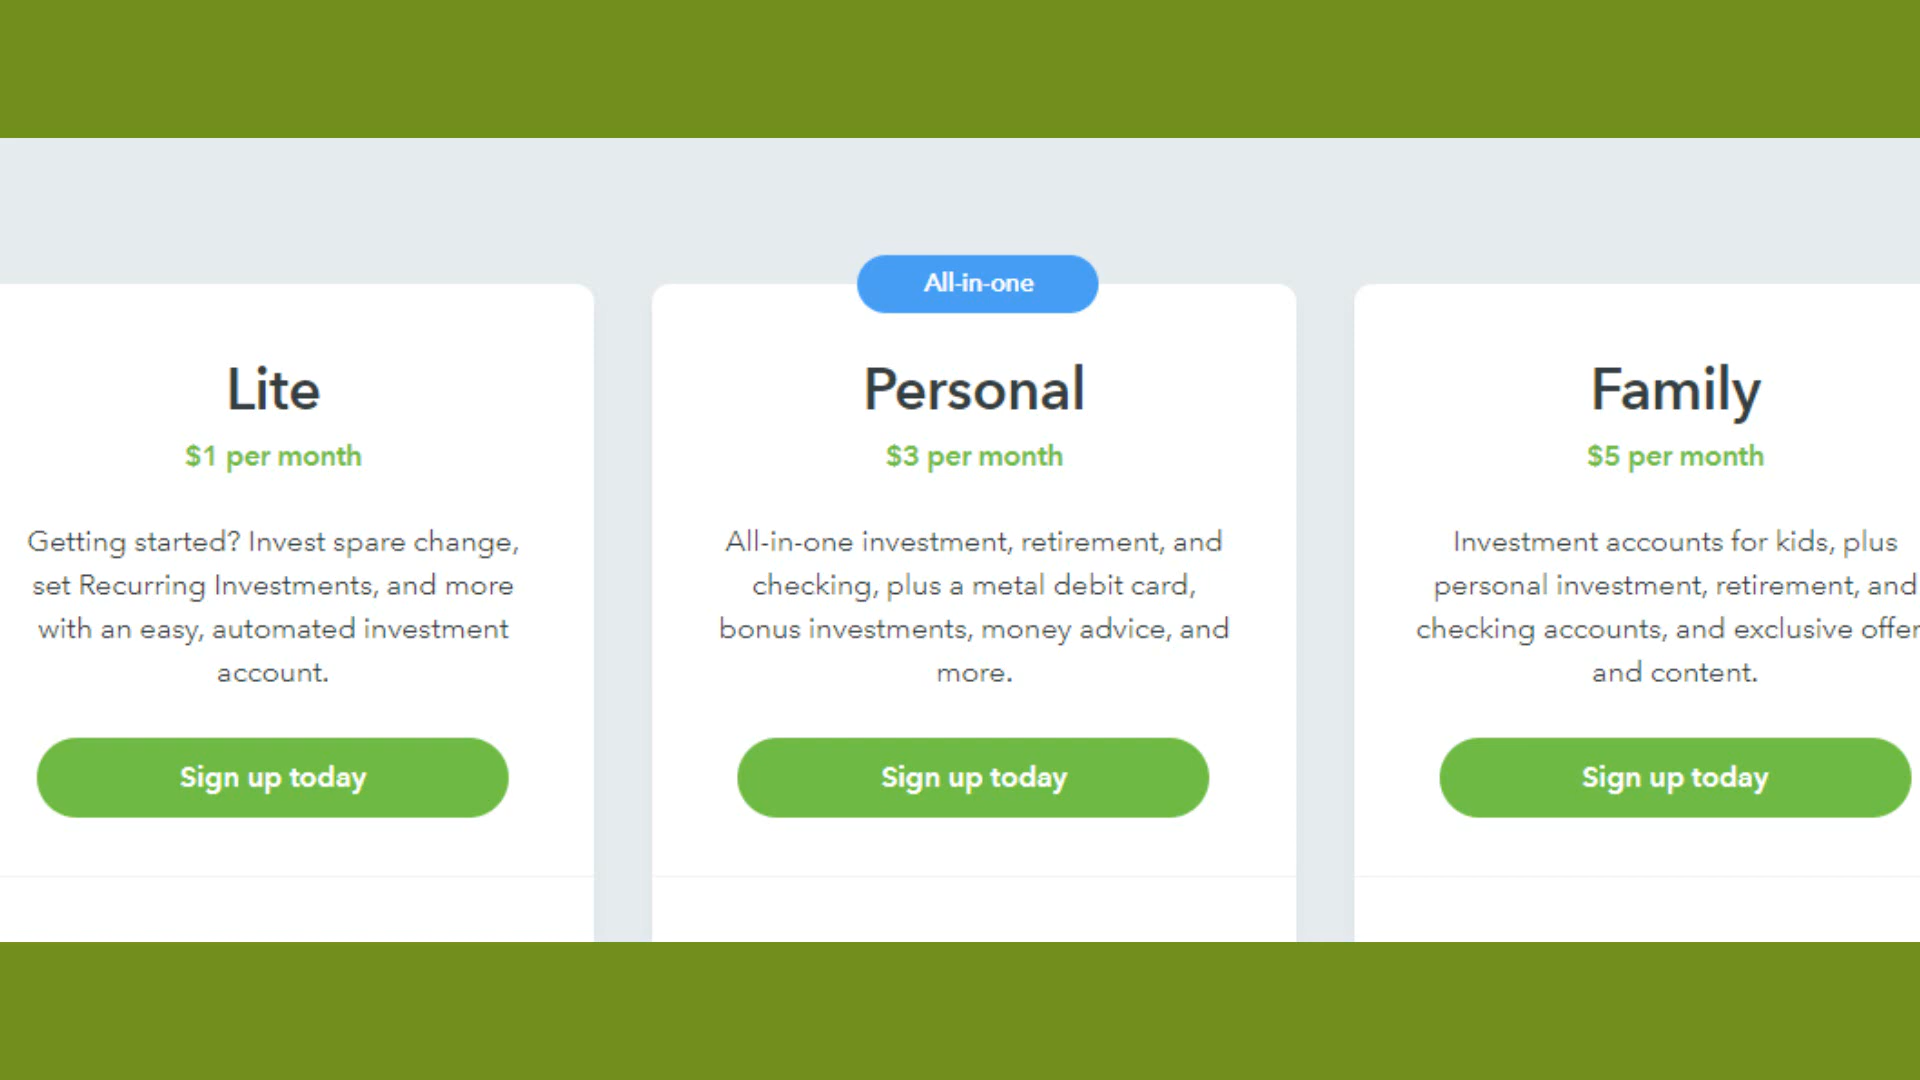 All-in-one
Lite
$1 per month
Getting started? Invest spare change,
set Recurring Investments, and more
with an easy, automated investment
account.
Sign up today
Personal
$3 per month
All-in-one investment, retirement, and
checking, plus a metal debit card,
bonus investments, money advice, and
more.
Sign up today
Family
$5 per month
Investment accounts for kids, plus
personal investment, retirement, and
checking accounts, and exclusive offer
and content.
Sign up today